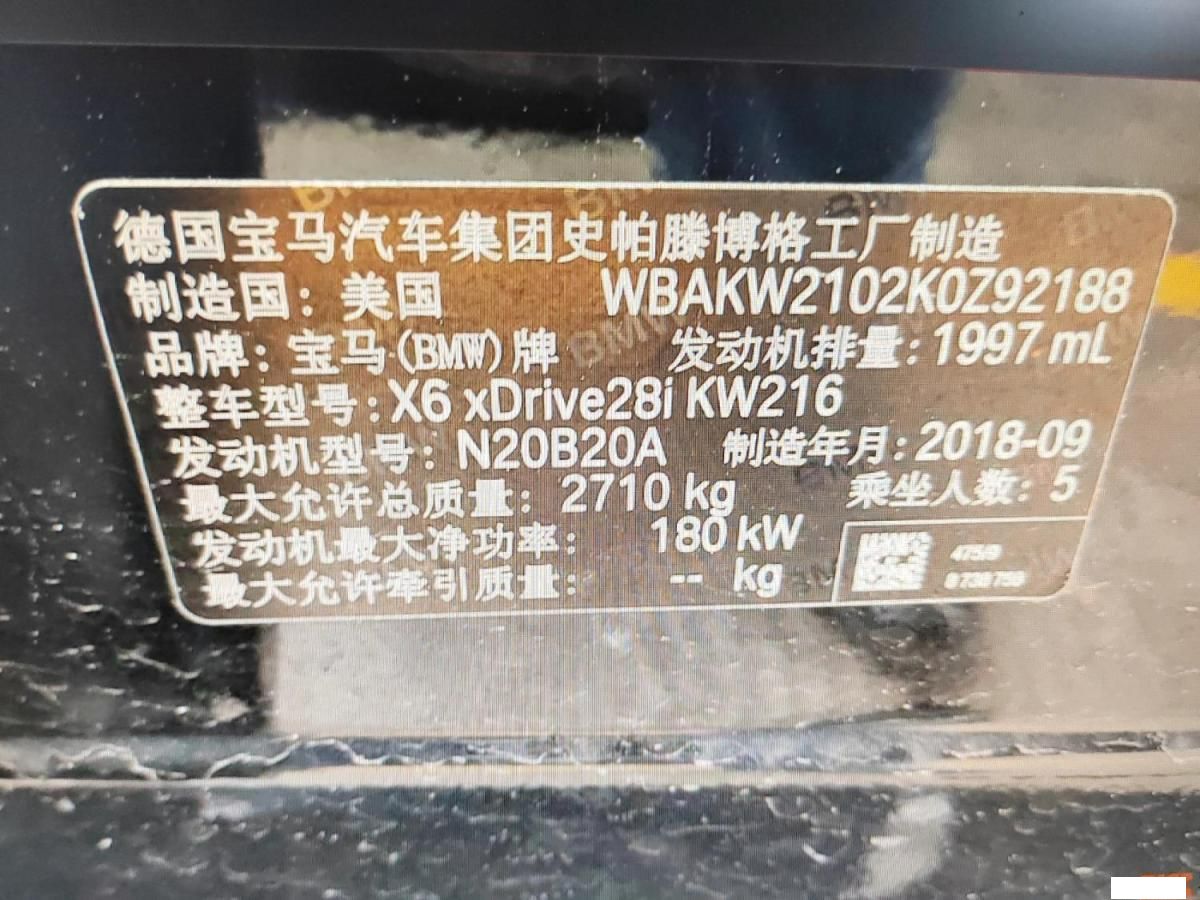 德国宝马汽车集团史帕滕博格工厂制造
制造国：美国 WBAKW2102K0Z92188
品牌：宝马(BMW)牌 发动机排量：1997 mL
整车型号：X6 xDrive28i KW216
发动机型号：N20B20A 制造年月：2018-09
最大允许总质量：2710 kg 乘坐人数：5
发动机最大净功率：180 kW
最大允许牵引质量：-- kg